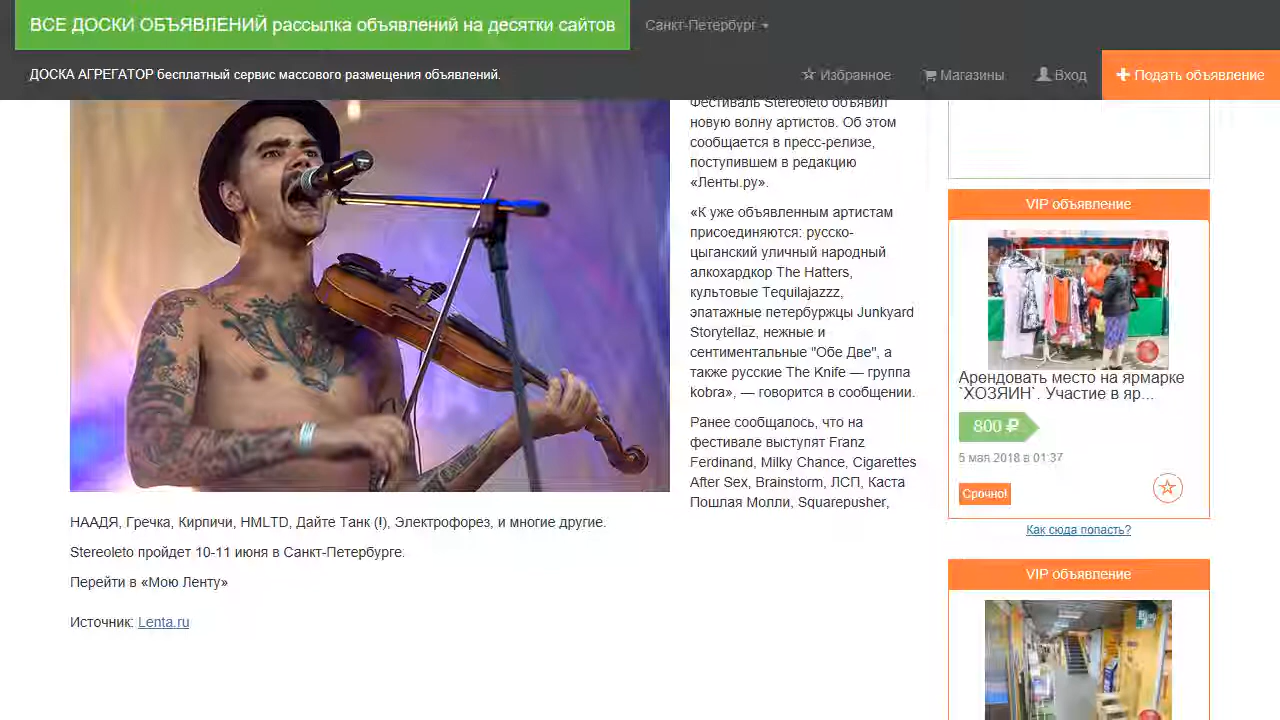 ВСЕ ДОСКИ ОБЪЯВЛЕНИЙ рассылка объявлений на десятки сайтов
Санкт-Петербург
ДОСКА АГРЕГАТОР бесплатный сервис массового размещения объявлений.
Избранное
Магазины
Вход
Подать объявление
Фестиваль Stereoleto объявил
новую волну артистов. Об этом
сообщается в пресс-релизе,
поступившем в редакцию
«Ленты.ру».
«К уже объявленным артистам
присоединяются: русско-
цыганский уличный народный
алкохардкор The Hatters,
культовые Tequilajazzz,
эпатажные петербуржцы Junkyard
Storytellaz, нежные и
сентиментальные "Обе Две", а
также русские The Knife — группа
kobra», — говорится в сообщении.
Ранее сообщалось, что на
фестивале выступят Franz
Ferdinand, Milky Chance, Cigarettes
After Sex, Brainstorm, ЛСП, Каста
Пошлая Молли, Squarepusher,
НААДЯ, Гречка, Кирпичи, HMLTD, Дайте Танк (!), Электрофорез, и многие другие.
Stereoleto пройдет 10-11 июня в Санкт-Петербурге.
Перейти в «Мою Ленту»
Источник: Lenta.ru
VIP объявление
Арендовать место на ярмарке
`ХОЗЯИН`. Участие в яр...
800 ₽
5 мая 2018 в 01:37
Срочно!
Как сюда попасть?
VIP объявление